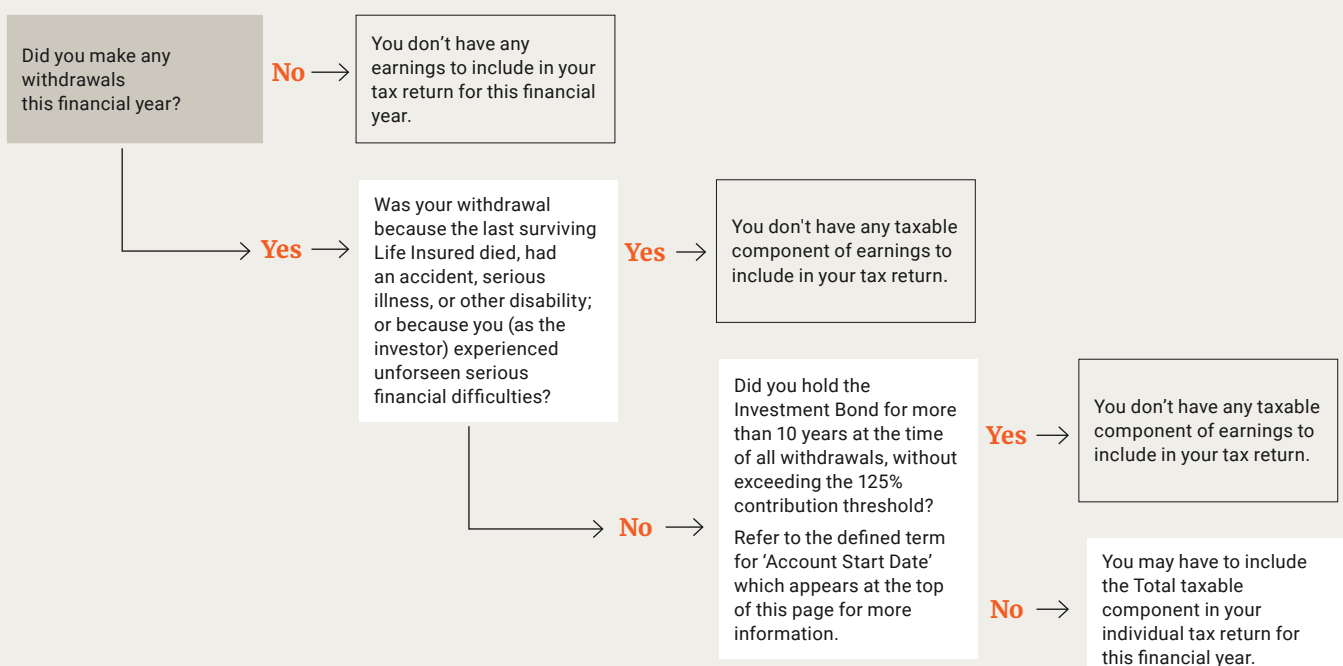 Did you make any
withdrawals
this financial year?
No
You don't have any
earnings to include in your
tax return for this financial
year.
Yes
Was your withdrawal
because the last surviving
Life Insured died, had
an accident, serious
illness, or other disability;
or because you (as the
investor) experienced
unforseen serious
financial difficulties?
Yes
You don't have any taxable
component of earnings to
include in your tax return.
No
Did you hold the
Investment Bond for more
than 10 years at the time
of all withdrawals, without
exceeding the 125%
contribution threshold?
Refer to the defined term
for ‘Account Start Date’
which appears at the top
of this page for more
information.
Yes
You don’t have any taxable
component of earnings to
include in your tax return.
No
You may have to include
the Total taxable
component in your
individual tax return for
this financial year.